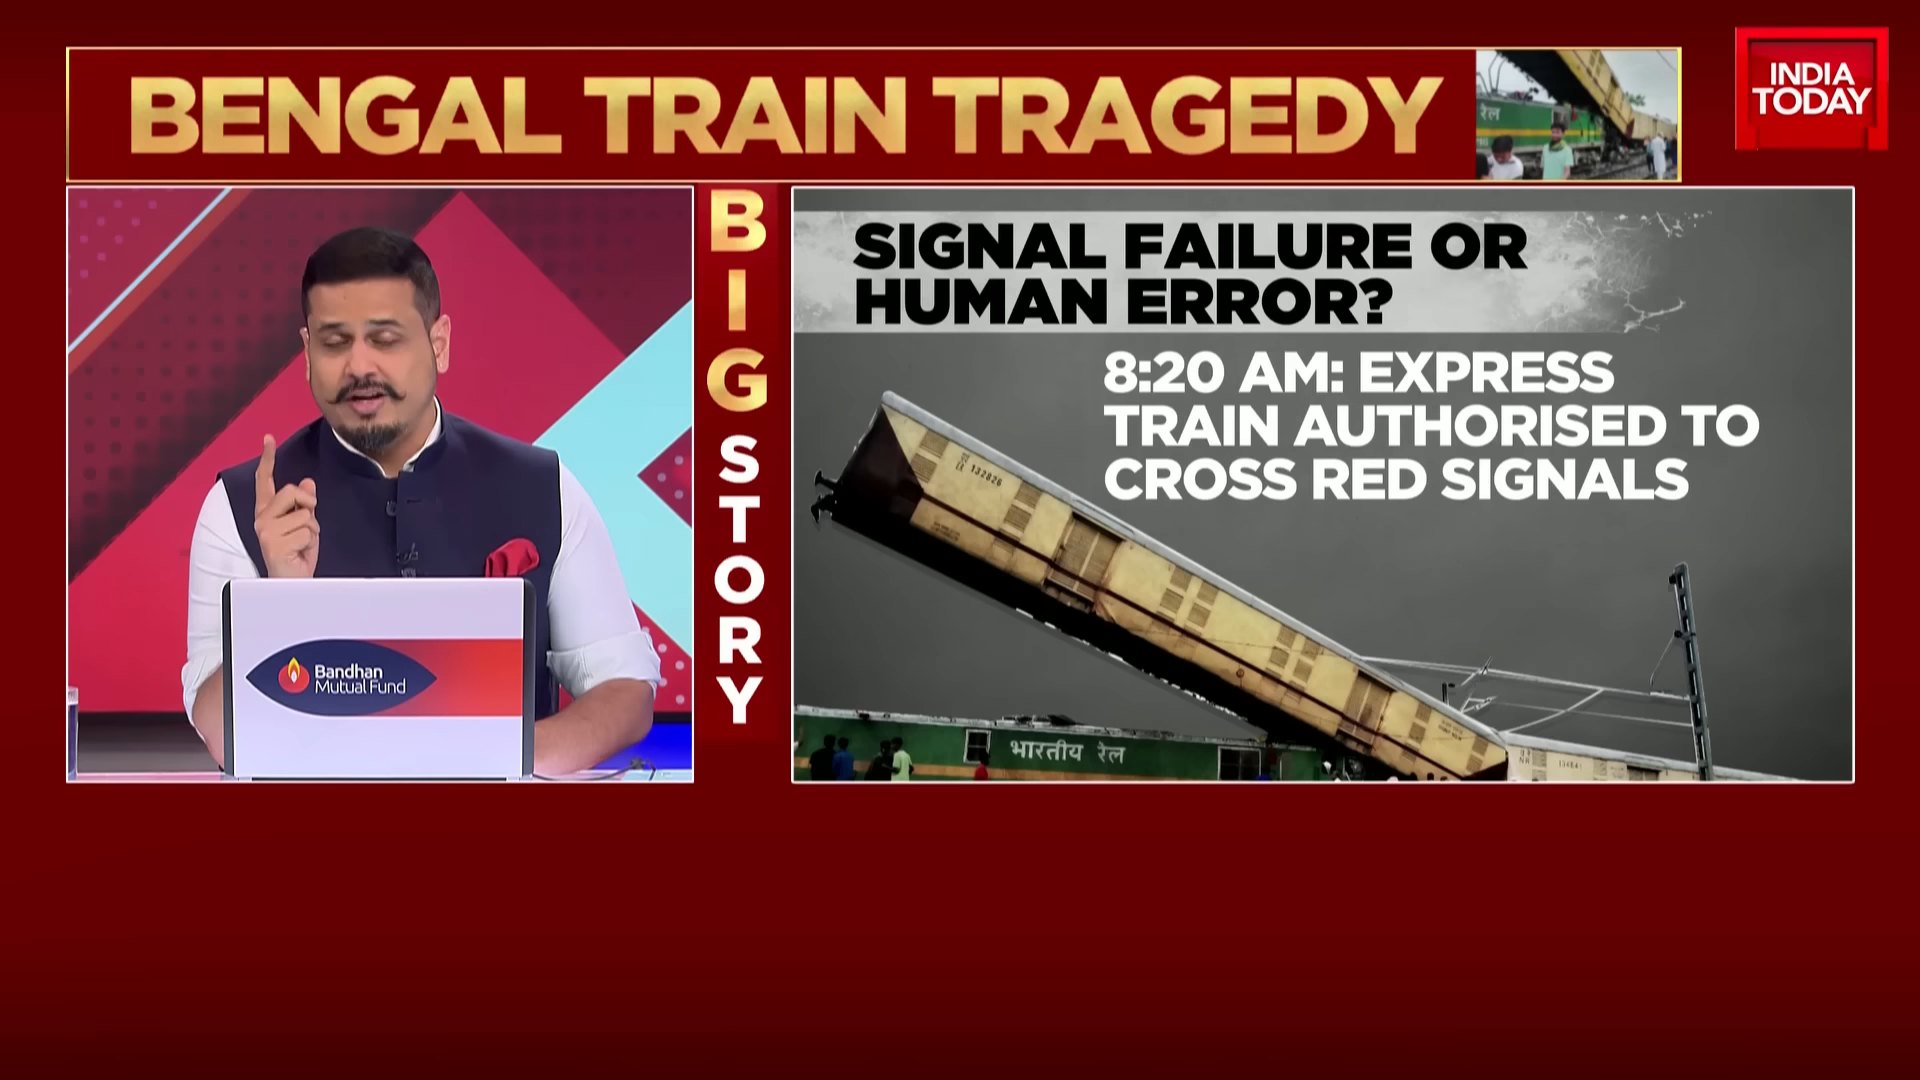 BENGAL TRAIN TRAGEDY
रेल
INDIA
TODAY
BIG STORY
SIGNAL FAILURE OR
HUMAN ERROR?
8:20 AM: EXPRESS
TRAIN AUTHORISED TO
CROSS RED SIGNALS
132826
भारतीय रेल
Bandhan
Mutual Fund